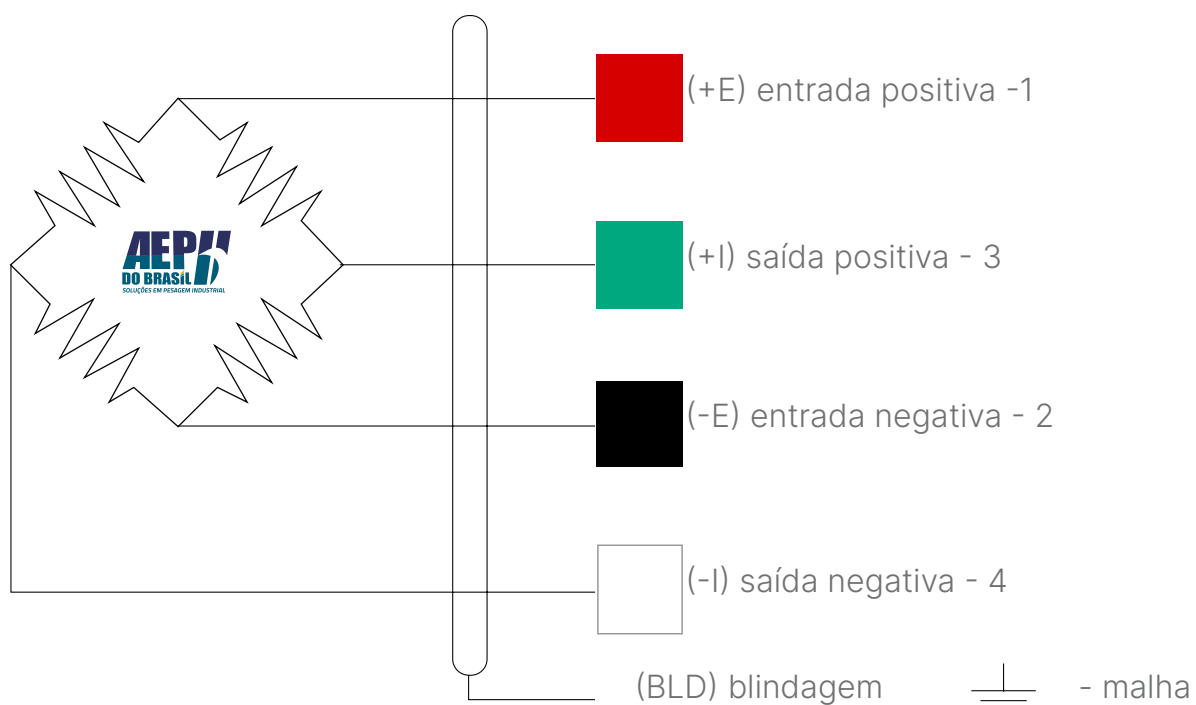 (+E) entrada positiva -1
AEPH
DO BRASIL
SOLUÇÕES EM PESAGEM INDUSTRIAL
(+I) saída positiva - 3
(-E) entrada negativa - 2
(-I) saída negativa - 4
(BLD) blindagem - malha